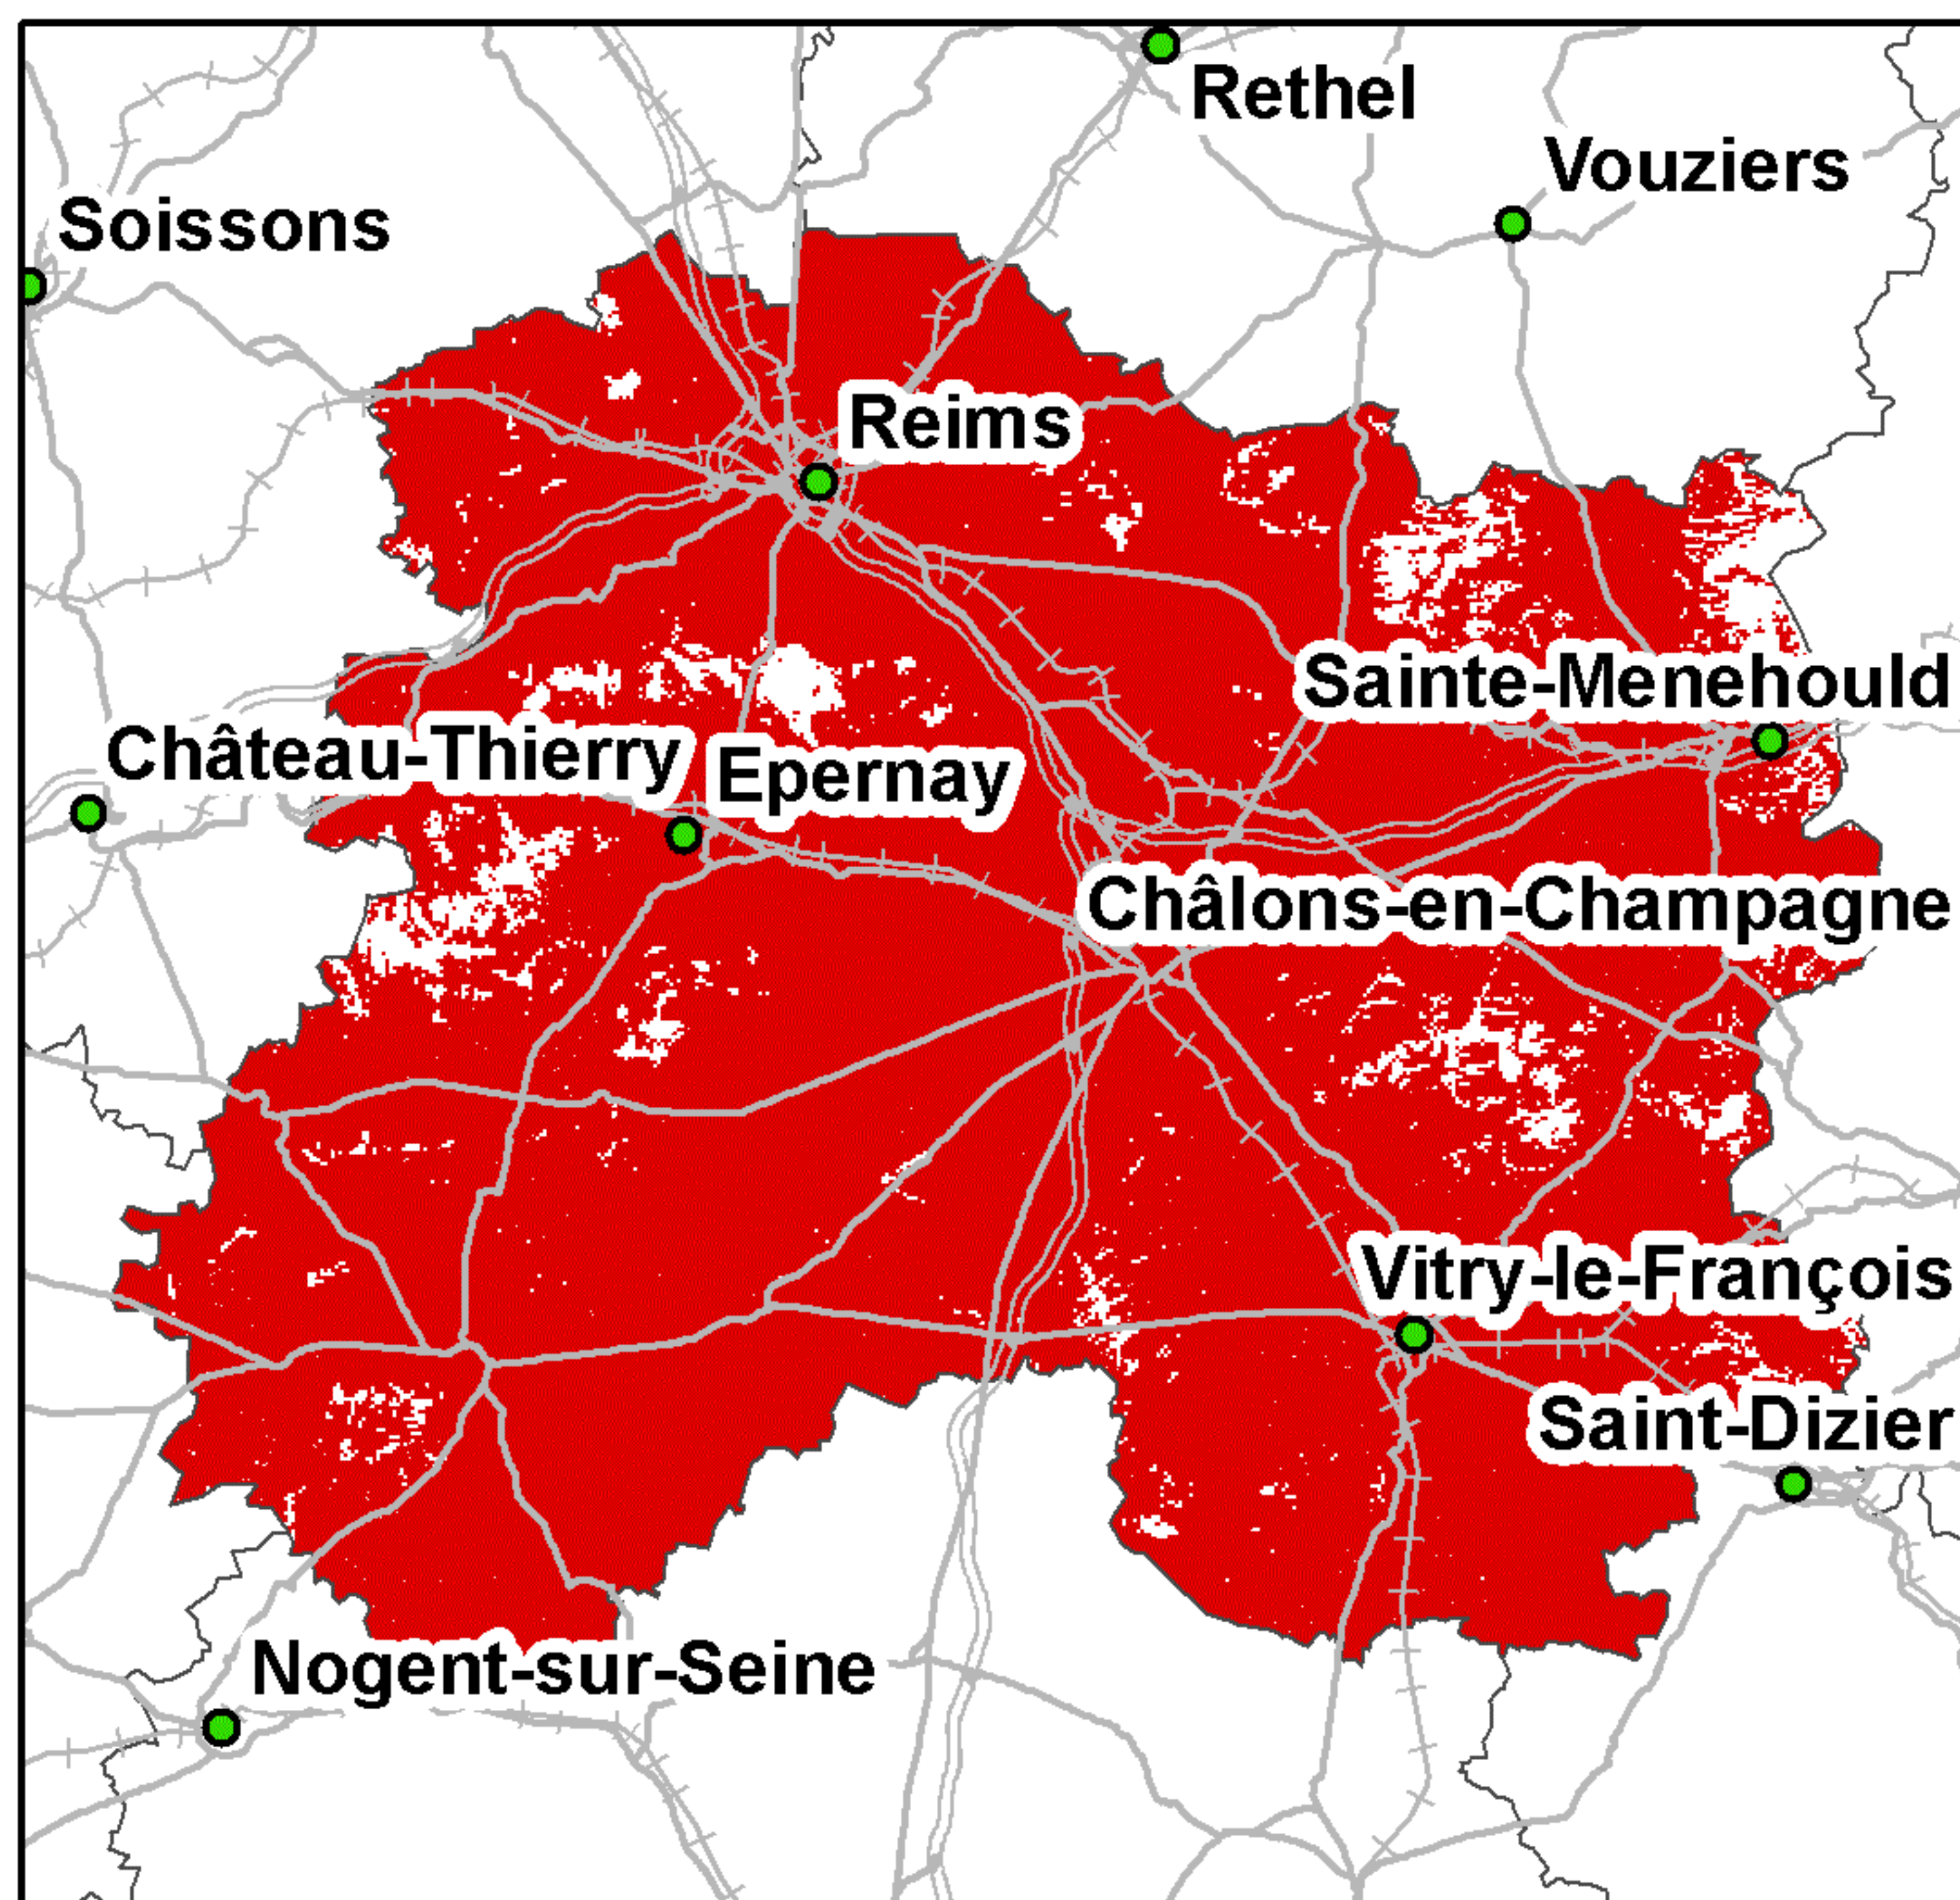 Rethel
Vouziers
Soissons
Reims
Sainte-Menehould
Château-Thierry
Epernay
Châlons-en-Champagne
Vitry-le-François
Saint-Dizier
Nogent-sur-Seine